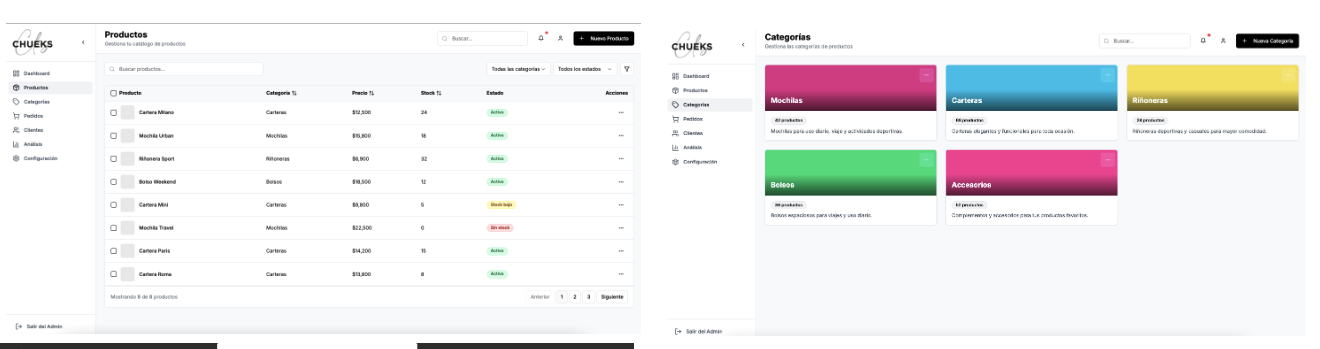 CHUEKS
Productos
Gestiona tu catálogo de productos
Buscar...
+ Nuevo Producto
Dashboard
Productos
Categorías
Pedidos
Clientes
Análisis
Configuración
Salir del Admin
Buscar productos...
Todas las categorías
Todos los estados
Producto Categoría Precio Stock Estado Acciones
Cartera Milano Carteras $12,500 24 Activo ...
Mochila Urban Mochilas $15,800 18 Activo ...
Riñonera Sport Riñoneras $8,900 32 Activo ...
Bolso Weekend Bolsos $18,500 12 Activo ...
Cartera Mini Carteras $9,800 5 Stock bajo ...
Mochila Travel Mochilas $22,500 0 Sin stock ...
Cartera Paris Carteras $14,200 15 Activo ...
Cartera Roma Carteras $13,800 8 Activo ...
Mostrando 8 de 8 productos
Anterior 1 2 3 Siguiente
CHUEKS
Categorías
Gestiona las categorías de productos
Buscar...
+ Nueva Categoría
Dashboard
Productos
Categorías
Pedidos
Clientes
Análisis
Configuración
Salir del Admin
Mochilas
42 productos
Mochilas para uso diario, viaje y actividades deportivas.
Carteras
68 productos
Carteras elegantes y funcionales para toda ocasión.
Riñoneras
24 productos
Riñoneras deportivas y casuales para mayor comodidad.
Bolsos
36 productos
Bolsos espaciosos para viajes y uso diario.
Accesorios
52 productos
Complementos y accesorios para tus productos favoritos.